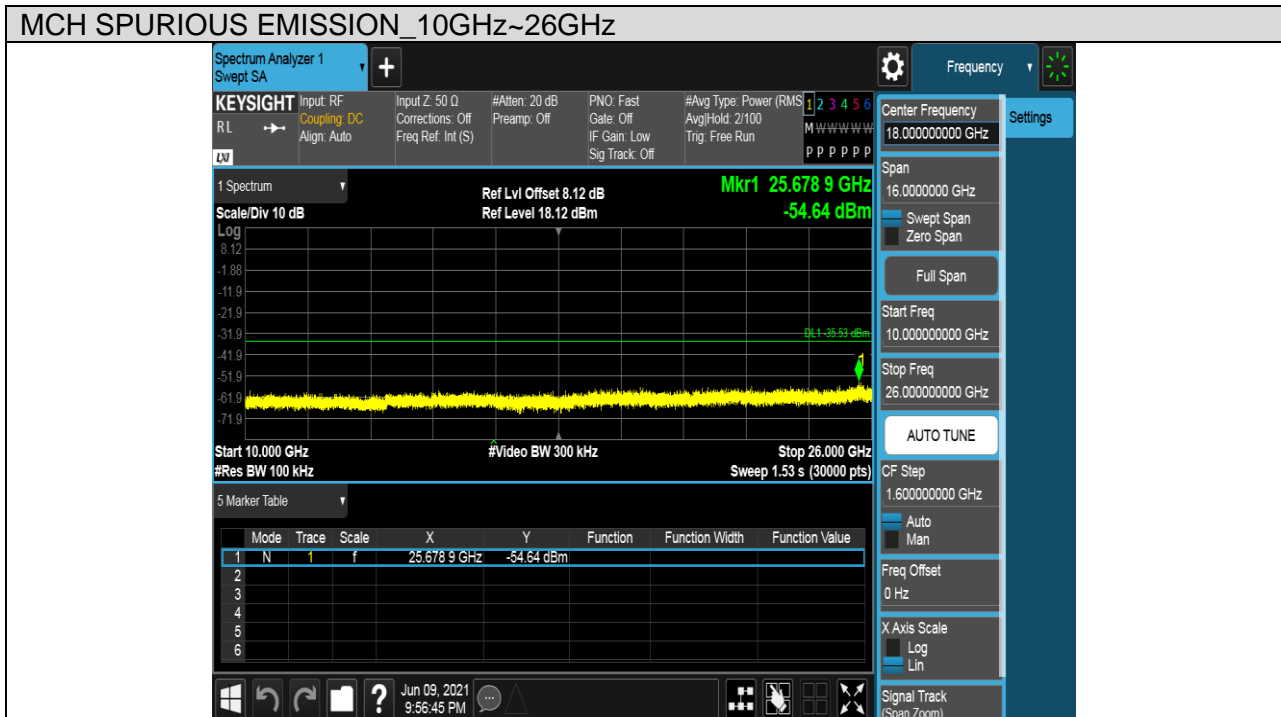 MCH SPURIOUS EMISSION_10GHz~26GHz
Spectrum Analyzer 1
Swept SA
+
Frequency
KEYSIGHT
RL
LXI
Input: RF
Coupling: DC
Align: Auto
Input Z: 50 Ω
Corrections: Off
Freq Ref: Int (S)
#Atten: 20 dB
Preamp: Off
PNO: Fast
Gate: Off
IF Gain: Low
Sig Track: Off
#Avg Type: Power (RMS
Avg|Hold: 2/100
Trig: Free Run
1 2 3 4 5 6
M W W W W W
P P P P P P
1 Spectrum
Scale/Div 10 dB
Ref Lvl Offset 8.12 dB
Ref Level 18.12 dBm
Mkr1 25.678 9 GHz
-54.64 dBm
Log
8.12
-1.88
-11.9
-21.9
-31.9
-41.9
-51.9
-61.9
-71.9
DL1 -35.53 dBm
1
Start 10.000 GHz
#Video BW 300 kHz
Stop 26.000 GHz
#Res BW 100 kHz
Sweep 1.53 s (30000 pts)
5 Marker Table
Mode Trace Scale X Y Function Function Width Function Value
1 N 1 f 25.678 9 GHz -54.64 dBm
2
3
4
5
6
?
Jun 09, 2021
9:56:45 PM
Center Frequency
18.000000000 GHz
Span
16.0000000 GHz
Swept Span
Zero Span
Full Span
Start Freq
10.000000000 GHz
Stop Freq
26.000000000 GHz
AUTO TUNE
CF Step
1.600000000 GHz
Auto
Man
Freq Offset
0 Hz
X Axis Scale
Log
Lin
Signal Track
(Span Zoom)
Settings